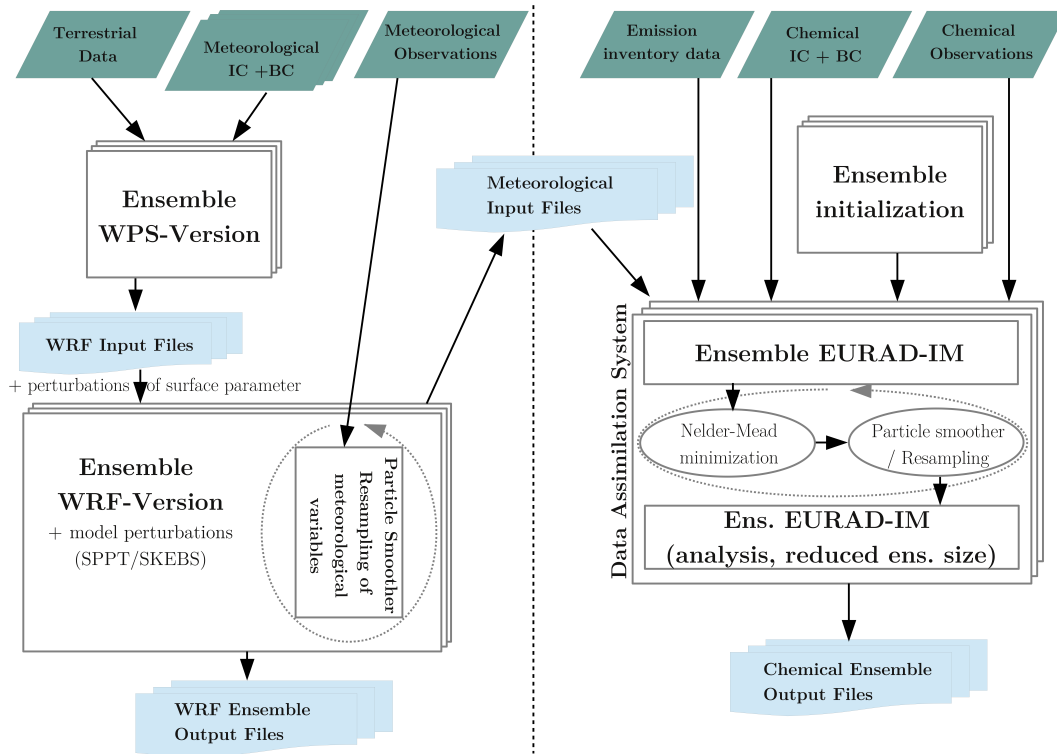 Terrestrial
Data
Meteorological
IC +BC
Meteorological
Observations
Ensemble
WPS-Version
WRF Input Files
+ perturbations of surface parameter
Ensemble
WRF-Version
+ model perturbations
(SPPT/SKEBS)
Particle Smoother
Resampling of
meteorological
variables
WRF Ensemble
Output Files
Meteorological
Input Files
Emission
inventory data
Chemical
IC + BC
Chemical
Observations
Ensemble
initialization
Data Assimilation System
Ensemble EURAD-IM
Nelder-Mead
minimization
Particle smoother
/ Resampling
Ens. EURAD-IM
(analysis, reduced ens. size)
Chemical Ensemble
Output Files